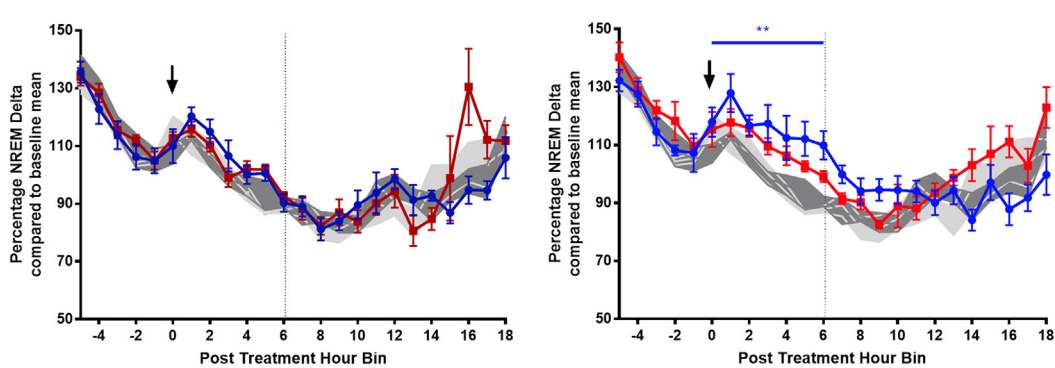 150
130
110
90
70
50
Percentage NREM Delta
compared to baseline mean
-4 -2 0 2 4 6 8 10 12 14 16 18
Post Treatment Hour Bin
**
150
130
110
90
70
50
Percentage NREM Delta
compared to baseline mean
-4 -2 0 2 4 6 8 10 12 14 16 18
Post Treatment Hour Bin